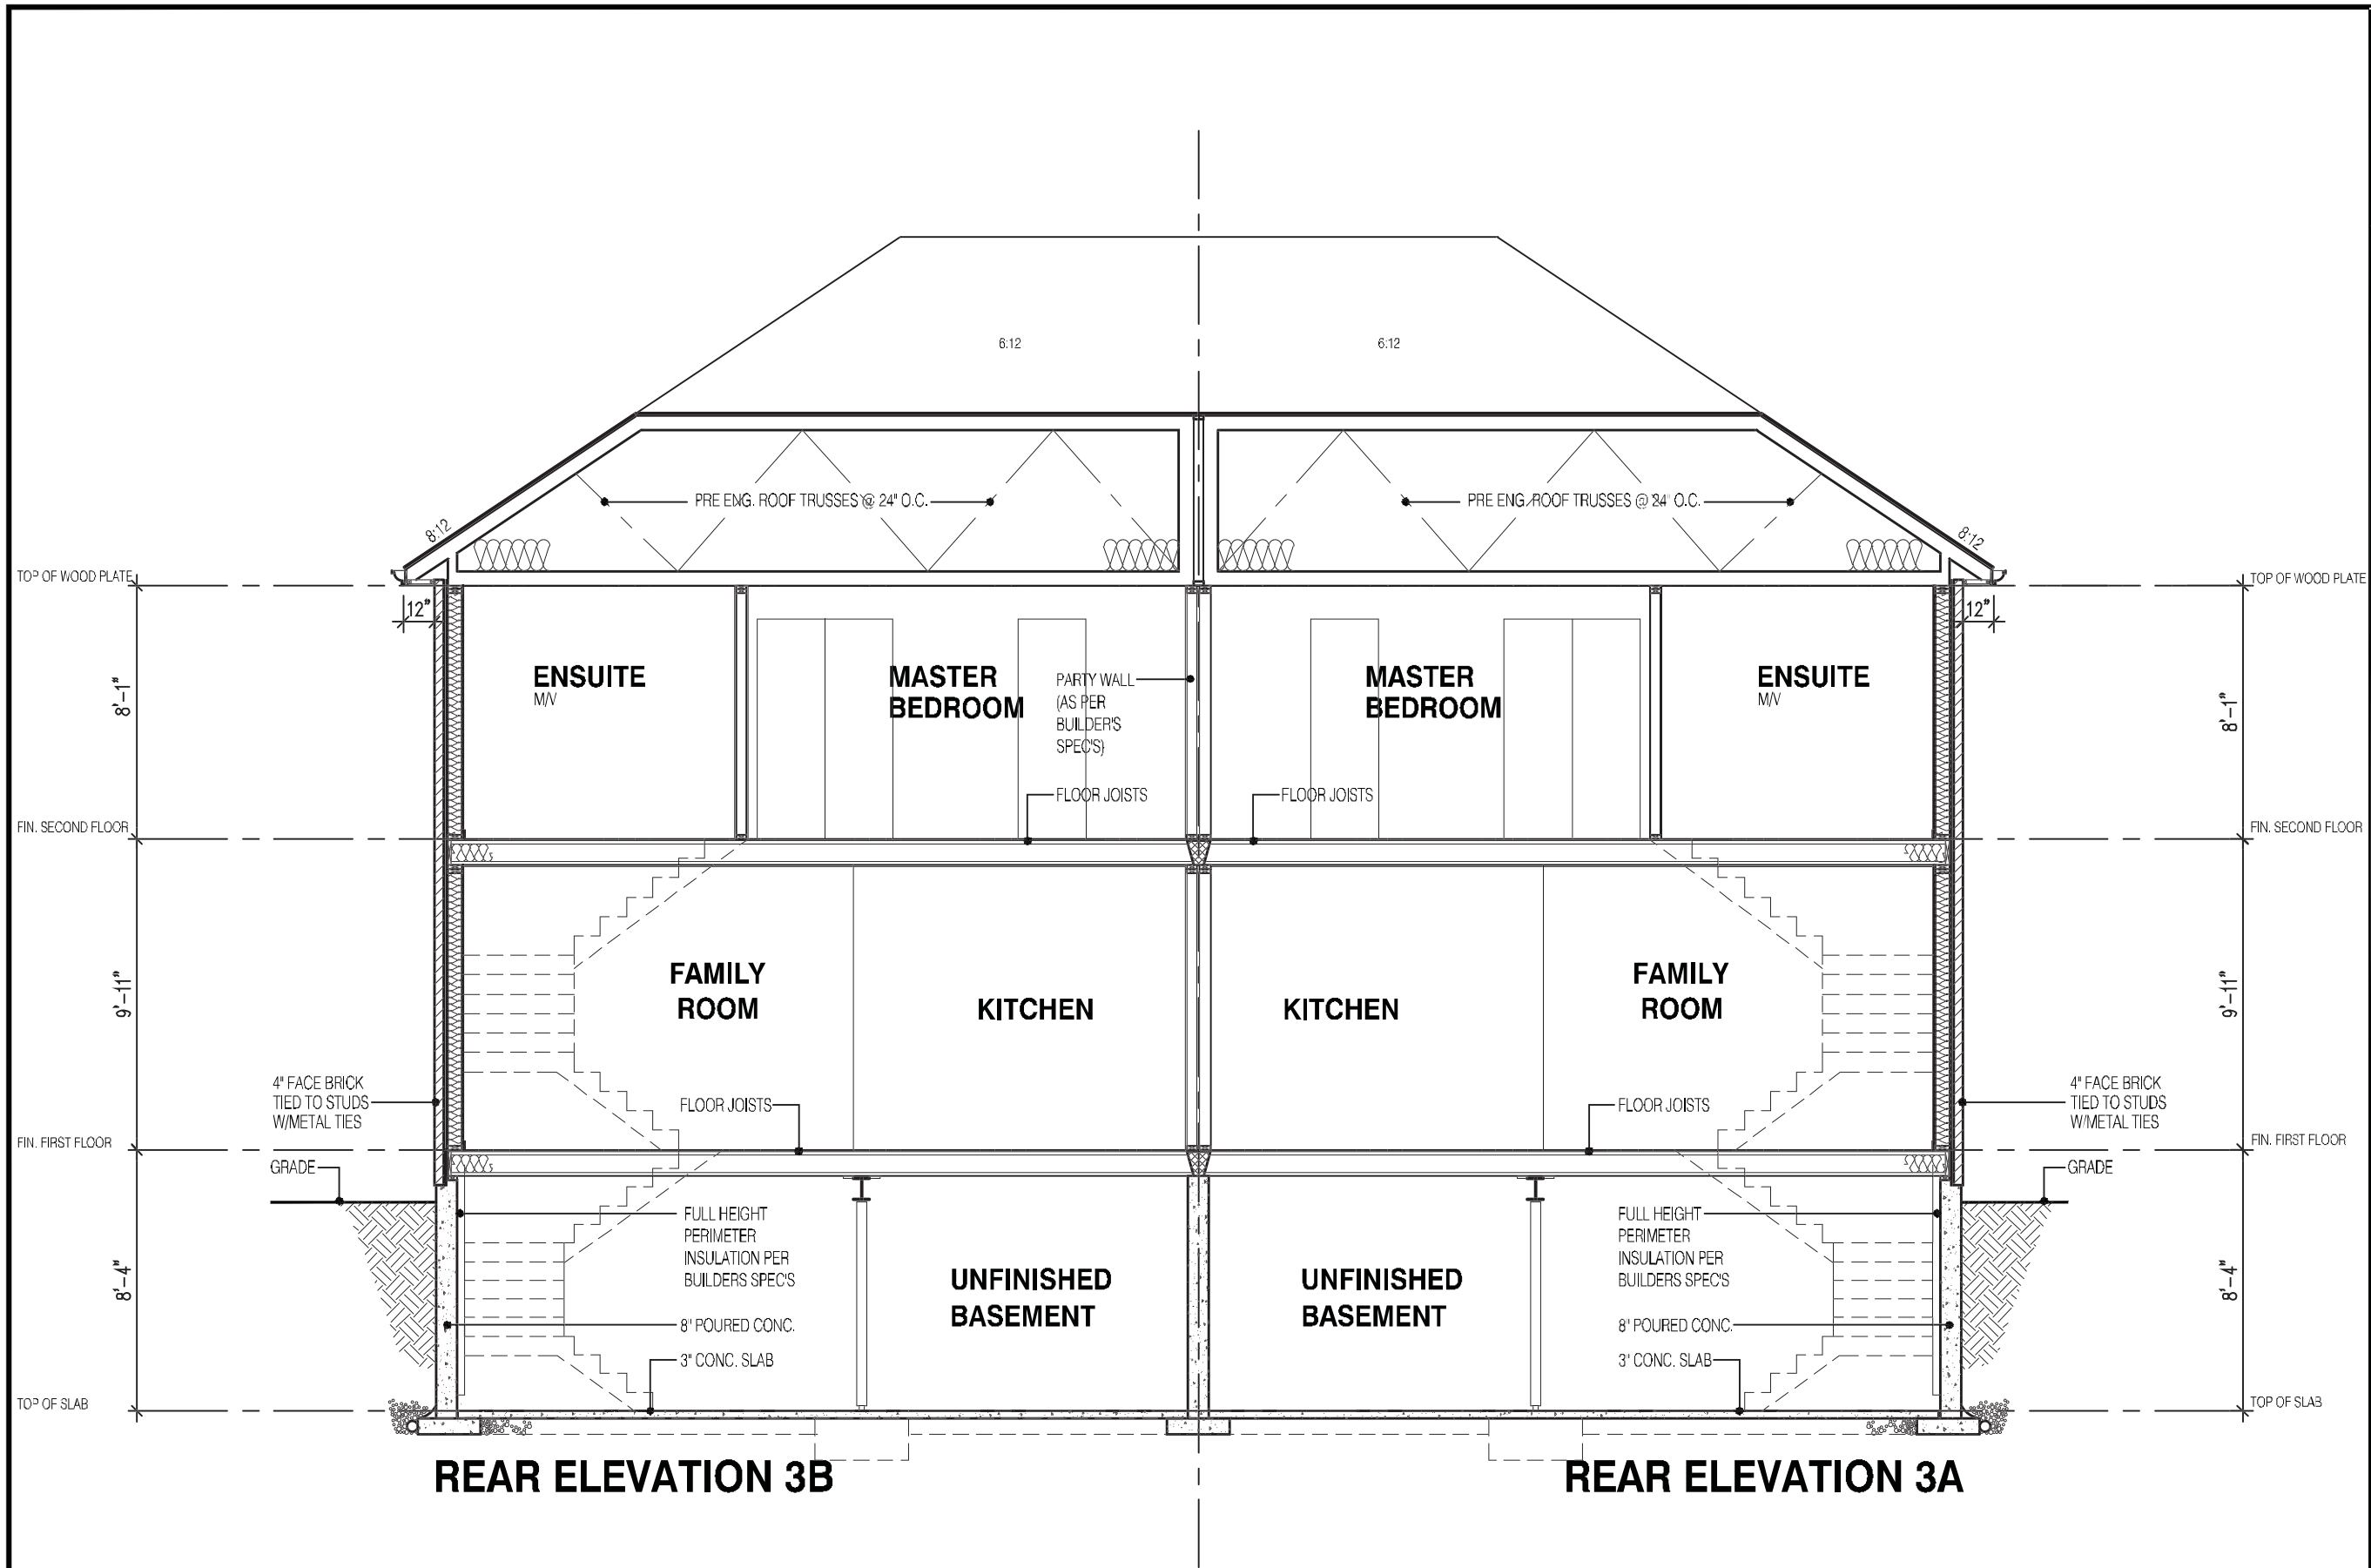 6:12
6:12
PRE ENG. ROOF TRUSSES @ 24" O.C.
PRE ENG. ROOF TRUSSES @ 24" O.C.
8:12
8:12
TOP OF WOOD PLATE
TOP OF WOOD PLATE
12"
12"
ENSUITE
M/V
MASTER
BEDROOM
PARTY WALL
(AS PER
BUILDER'S
SPEC'S)
MASTER
BEDROOM
ENSUITE
M/V
8'-1"
8'-1"
FLOOR JOISTS
FLOOR JOISTS
FIN. SECOND FLOOR
FIN. SECOND FLOOR
FAMILY
ROOM
KITCHEN
KITCHEN
FAMILY
ROOM
9'-11"
9'-11"
4" FACE BRICK
TIED TO STUDS
W/METAL TIES
FLOOR JOISTS
FLOOR JOISTS
4" FACE BRICK
TIED TO STUDS
W/METAL TIES
FIN. FIRST FLOOR
FIN. FIRST FLOOR
GRADE
GRADE
FULL HEIGHT
PERIMETER
INSULATION PER
BUILDERS SPEC'S
FULL HEIGHT
PERIMETER
INSULATION PER
BUILDERS SPEC'S
8'-4"
8'-4"
UNFINISHED
BASEMENT
UNFINISHED
BASEMENT
8" POURED CONC.
8" POURED CONC.
3" CONC. SLAB
3" CONC. SLAB
TOP OF SLAB
TOP OF SLAB
REAR ELEVATION 3B
REAR ELEVATION 3A